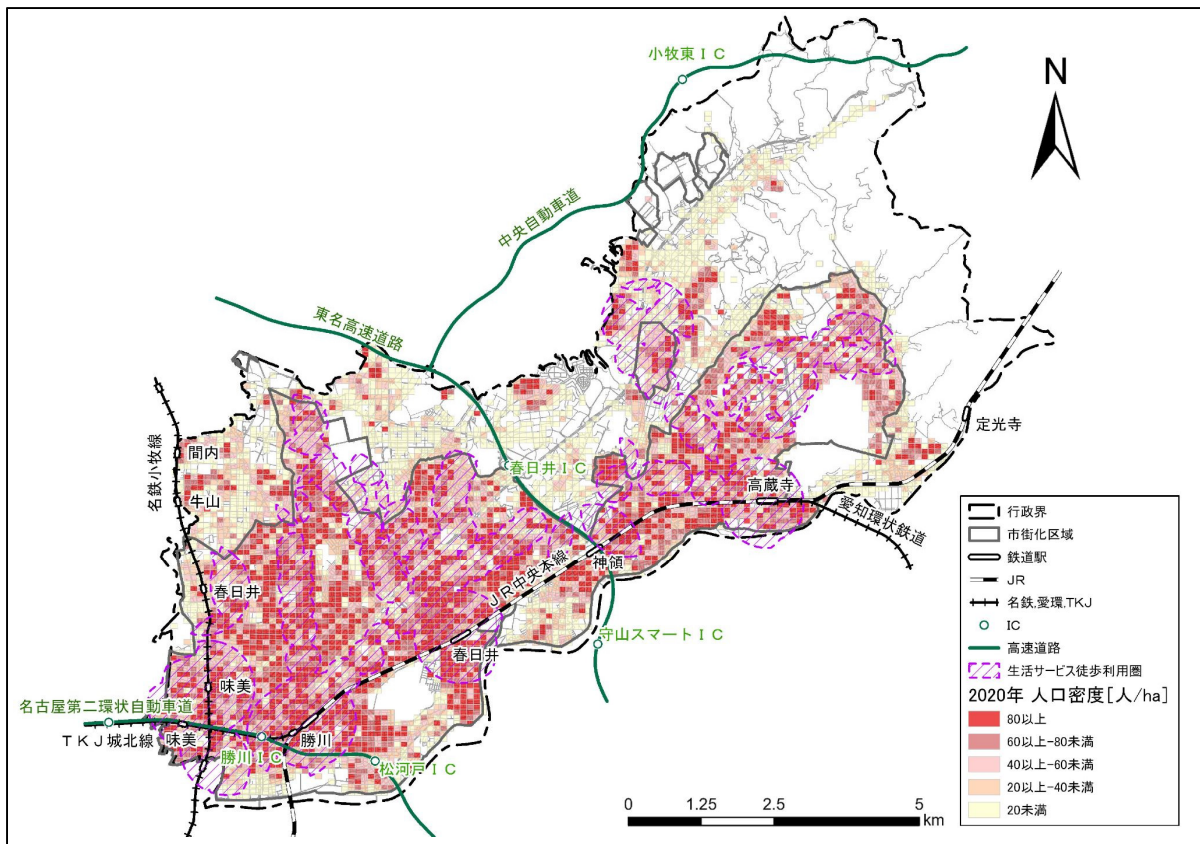 小牧東ＩＣ
N
中央自動車道
東名高速道路
名鉄小牧線
間内
牛山
春日井ＩＣ
定光寺
高蔵寺
愛知環状鉄道
神領
ＪＲ中央本線
春日井
守山スマートＩＣ
春日井
味美
名古屋第二環状自動車道
ＴＫＪ城北線
味美
勝川ＩＣ
勝川
松河戸ＩＣ
0 1.25 2.5 5
km
行政界
市街化区域
鉄道駅
JR
名鉄,愛環,TKJ
IC
高速道路
生活サービス徒歩利用圏
2020年 人口密度[人/ha]
80以上
60以上-80未満
40以上-60未満
20以上-40未満
20未満